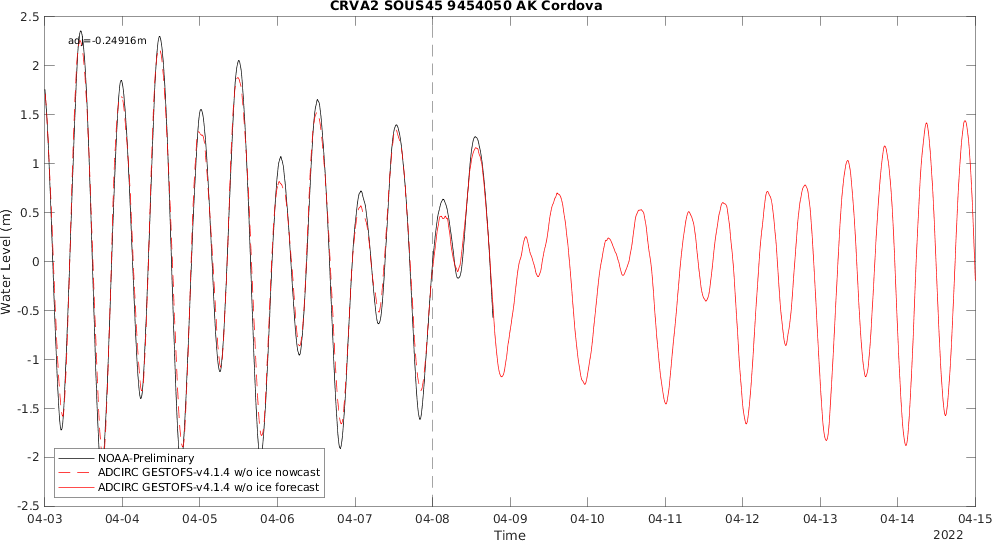 CRVA2 SOUS45 9454050 AK Cordova
adj=-0.24916m
2.5
2
1.5
1
0.5
0
-0.5
-1
-1.5
-2
-2.5
Water Level (m)
NOAA-Preliminary
ADCIRC GESTOFS-v4.1.4 w/o ice nowcast
ADCIRC GESTOFS-v4.1.4 w/o ice forecast
04-03 04-04 04-05 04-06 04-07 04-08 04-09 04-10 04-11 04-12 04-13 04-14 04-15
Time
2022